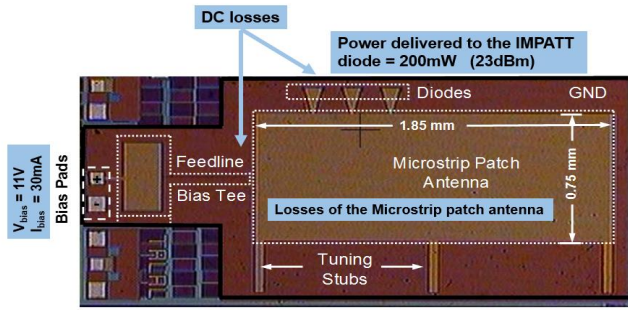 DC losses
Power delivered to the IMPATT
diode = 200mW (23dBm)
Diodes
GND
1.85 mm
V_bias = 11V
I_bias = 30mA
Bias Pads
+
-
Feedline
Bias Tee
Microstrip Patch
Antenna
0.75 mm
Losses of the Microstrip patch antenna
Tuning
Stubs